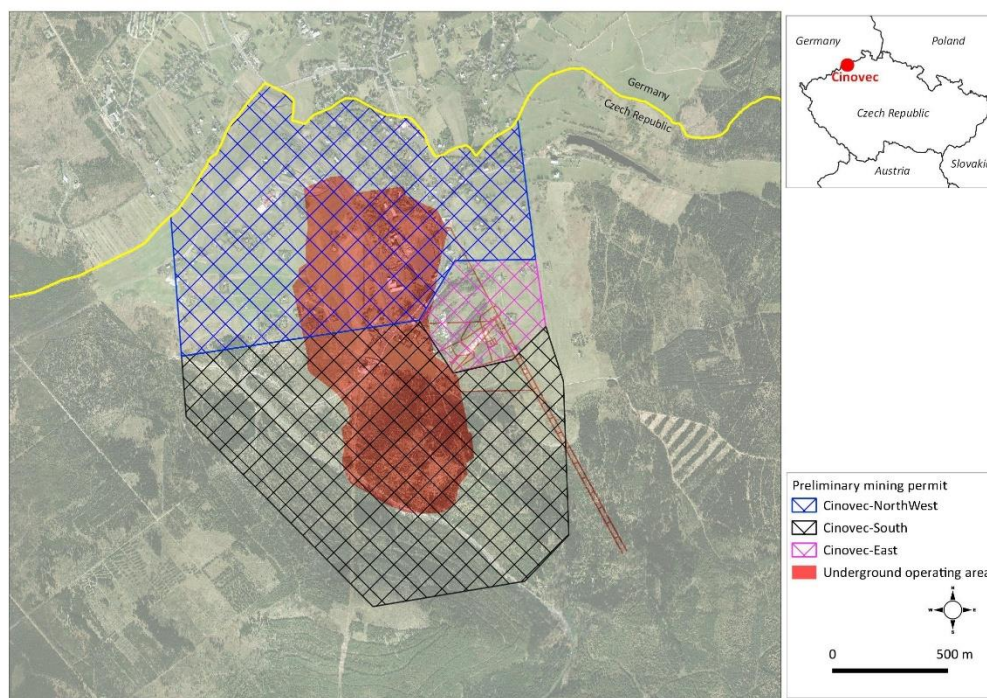 Germany
Czech Republic
Germany
Poland
Cinovec
Czech Republic
Austria
Slovaki
Preliminary mining permit
Cinovec-NorthWest
Cinovec-South
Cinovec-East
Underground operating area
N
W
S
0
500 m